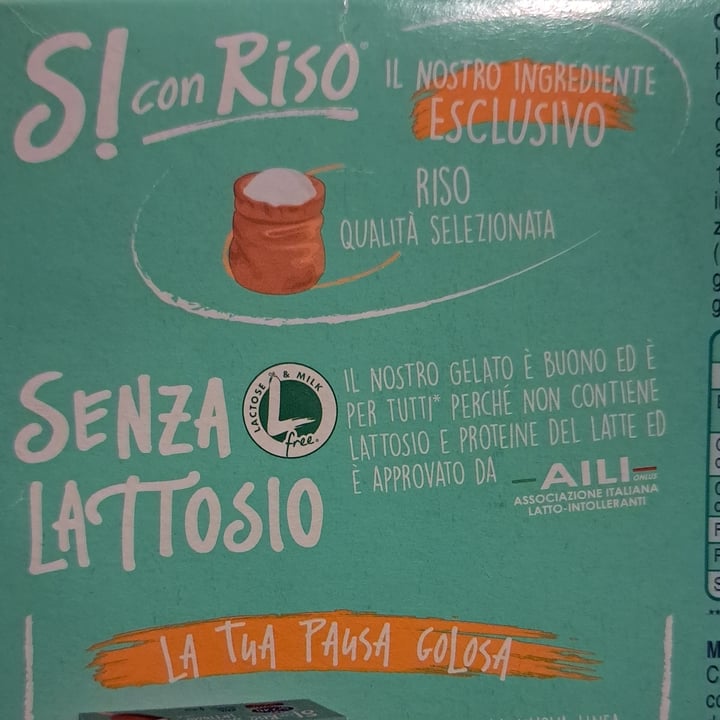 S! con RISO®
IL NOSTRO INGREDIENTE
ESCLUSIVO
RISO
QUALITÀ SELEZIONATA
SENZA
LATTOSIO
LACTOSE & MILK
free
IL NOSTRO GELATO È BUONO ED È
PER TUTTI* PERCHÉ NON CONTIENE
LATTOSIO E PROTEINE DEL LATTE ED
È APPROVATO DA
AILI ONLUS
ASSOCIAZIONE ITALIANA
LATTO-INTOLLERANTI
LA TUA PAUSA GOLOSA